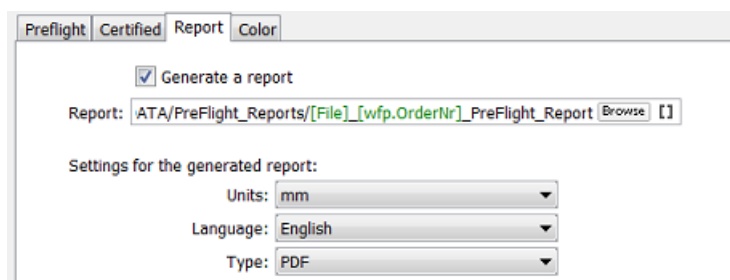 Preflight Certified Report Color
Generate a report
Report: ATA/PreFlight_Reports/[File]_[wfp.OrderNr]_PreFlight_Report Browse []
Settings for the generated report:
Units: mm
Language: English
Type: PDF